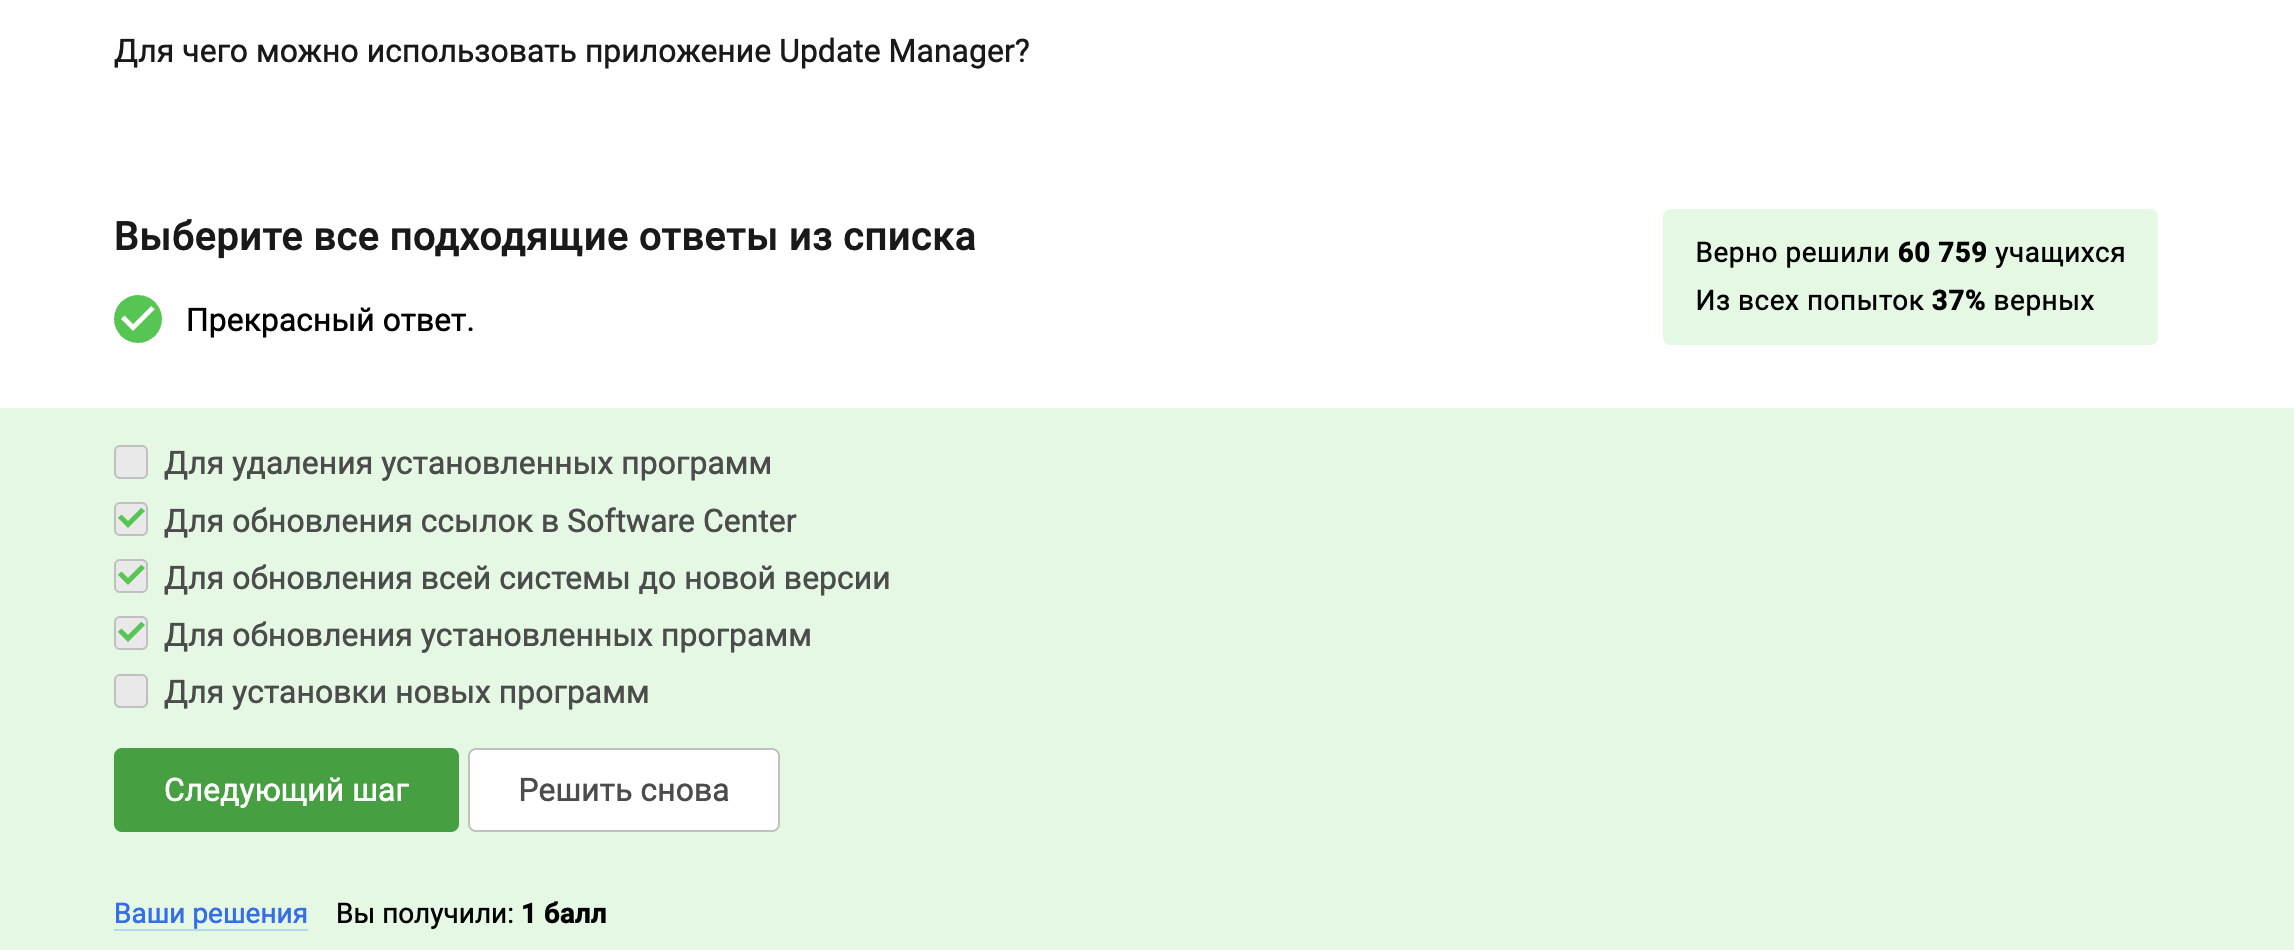 Для чего можно использовать приложение Update Manager?
Выберите все подходящие ответы из списка
Прекрасный ответ.
Верно решили 60 759 учащихся
Из всех попыток 37% верных
Для удаления установленных программ
Для обновления ссылок в Software Center
Для обновления всей системы до новой версии
Для обновления установленных программ
Для установки новых программ
Следующий шаг
Решить снова
Ваши решения Вы получили: 1 балл